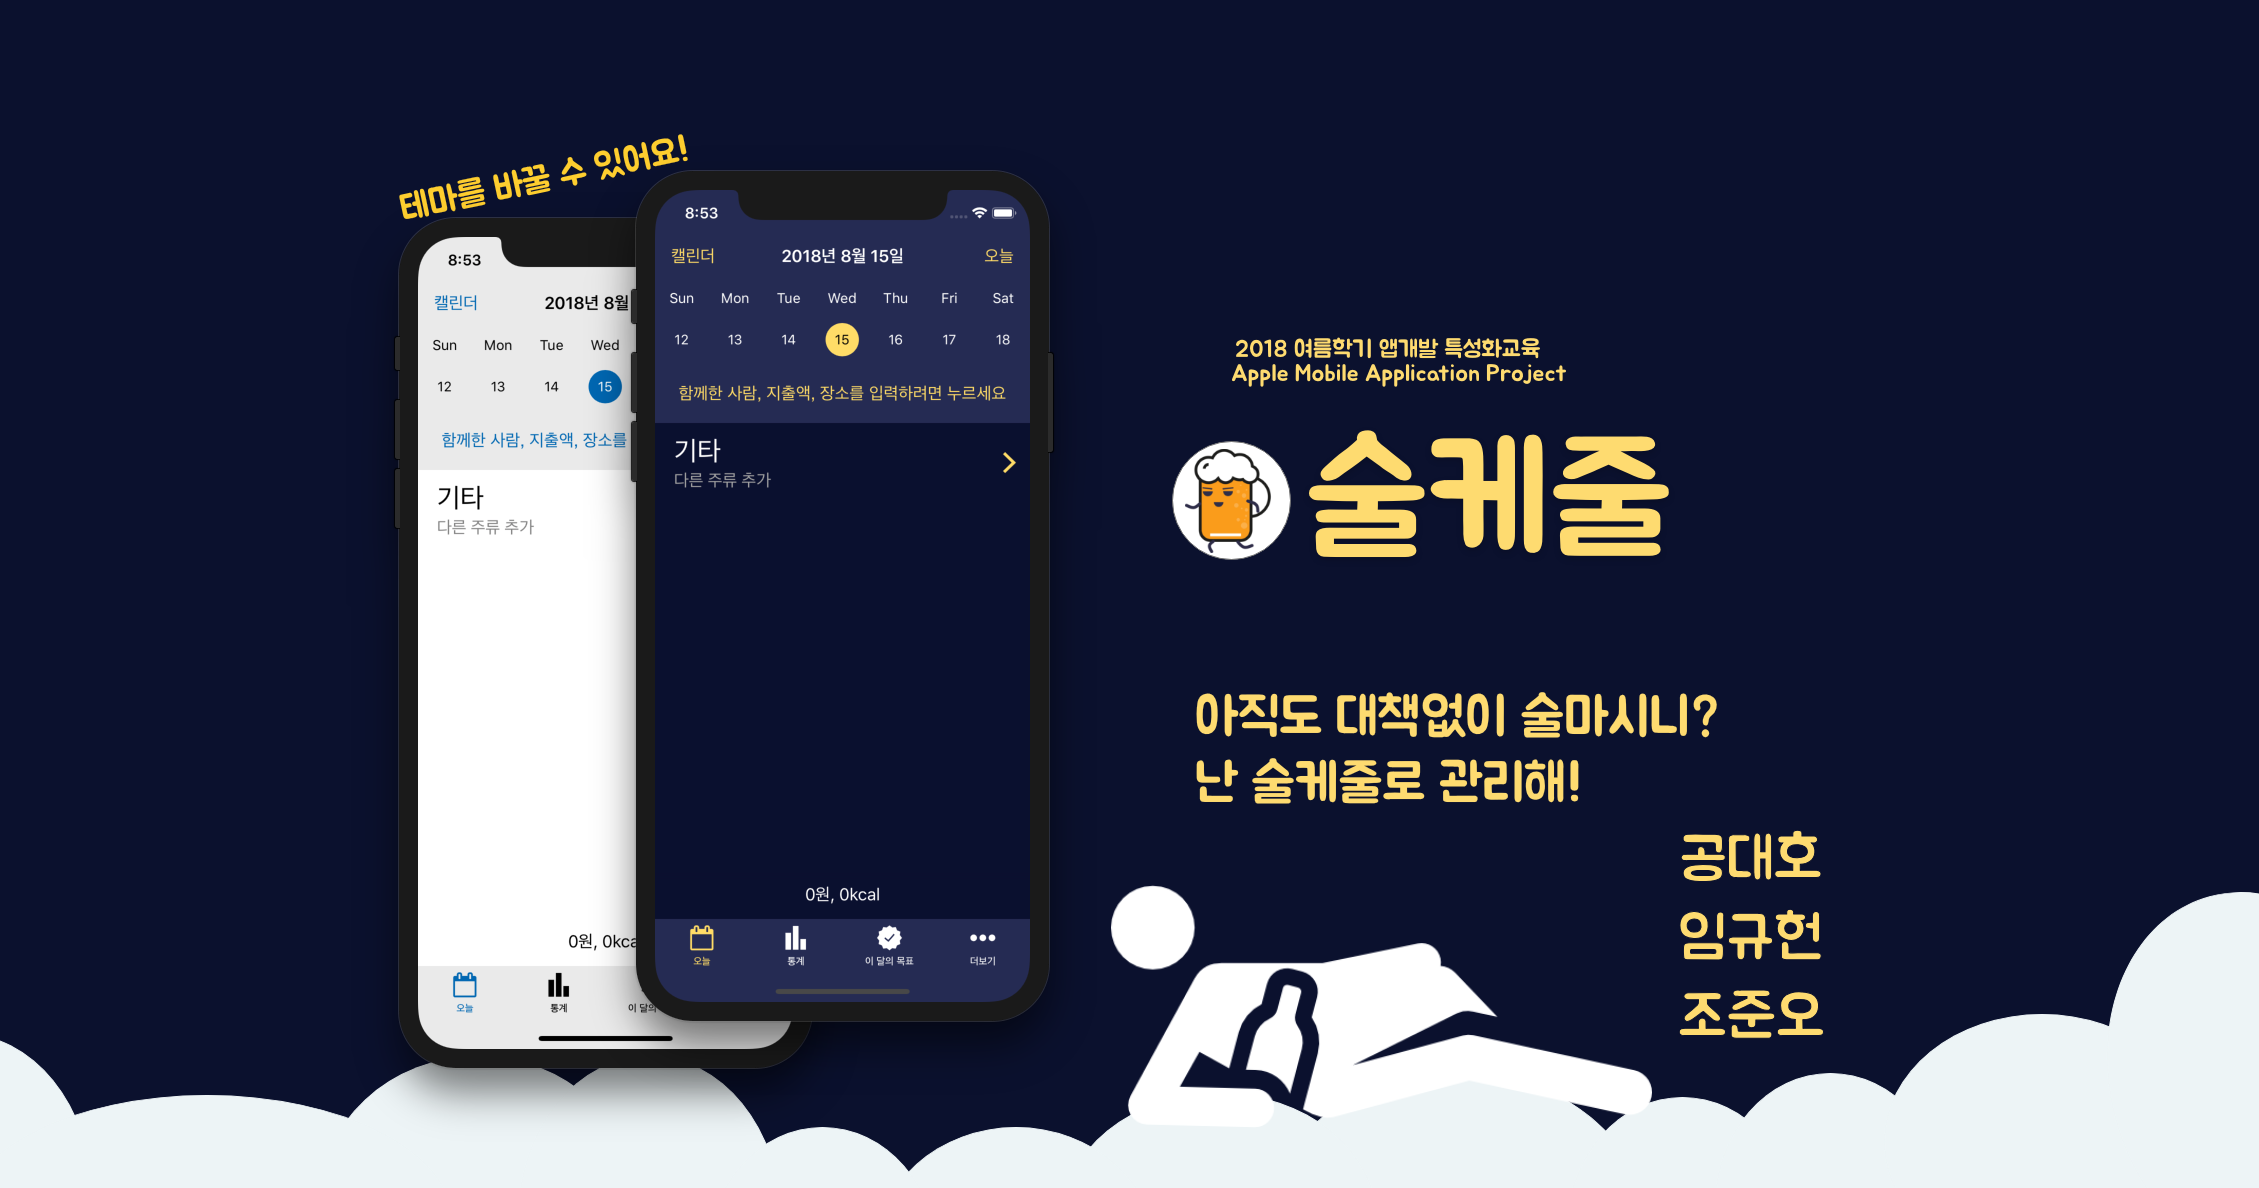 테마를 바꿀 수 있어요!
8:53
캘린더 2018년 8월
Sun Mon Tue Wed
12 13 14 15
함께한 사람, 지출액, 장소를
기타
다른 주류 추가
0원, 0kca
오늘 통계 이 달의
8:53
캘린더 2018년 8월 15일 오늘
Sun Mon Tue Wed Thu Fri Sat
12 13 14 15 16 17 18
함께한 사람, 지출액, 장소를 입력하려면 누르세요
기타
다른 주류 추가
0원, 0kcal
오늘 통계 이 달의 목표 더보기
2018 여름학기 앱개발 특성화교육
Apple Mobile Application Project
술케줄
아직도 대책없이 술마시니?
난 술케줄로 관리해!
공대호
임규헌
조준오